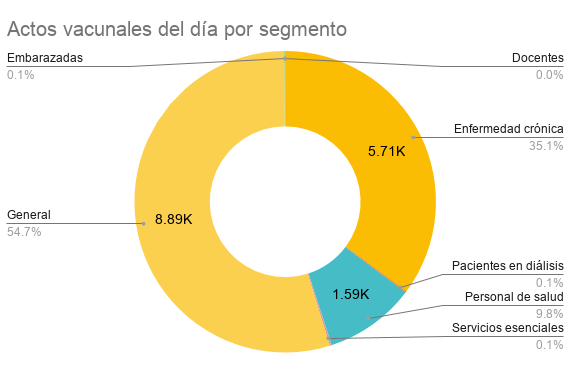 Actos vacunales del día por segmento
Embarazadas
0.1%
Docentes
0.0%
Enfermedad crónica
35.1%
5.71K
General
54.7%
8.89K
Pacientes en diálisis
0.1%
1.59K
Personal de salud
9.8%
Servicios esenciales
0.1%